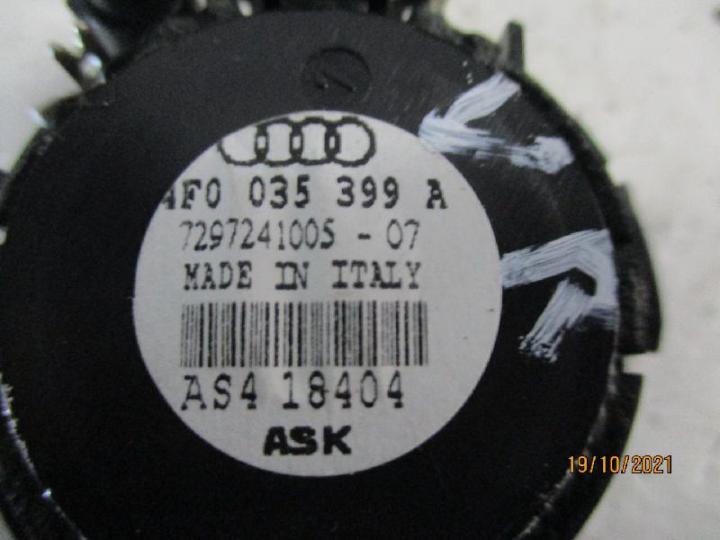 4F0 035 399 A
7297241005 - 07
MADE IN ITALY
AS4 18404
ASK
19/10/2021